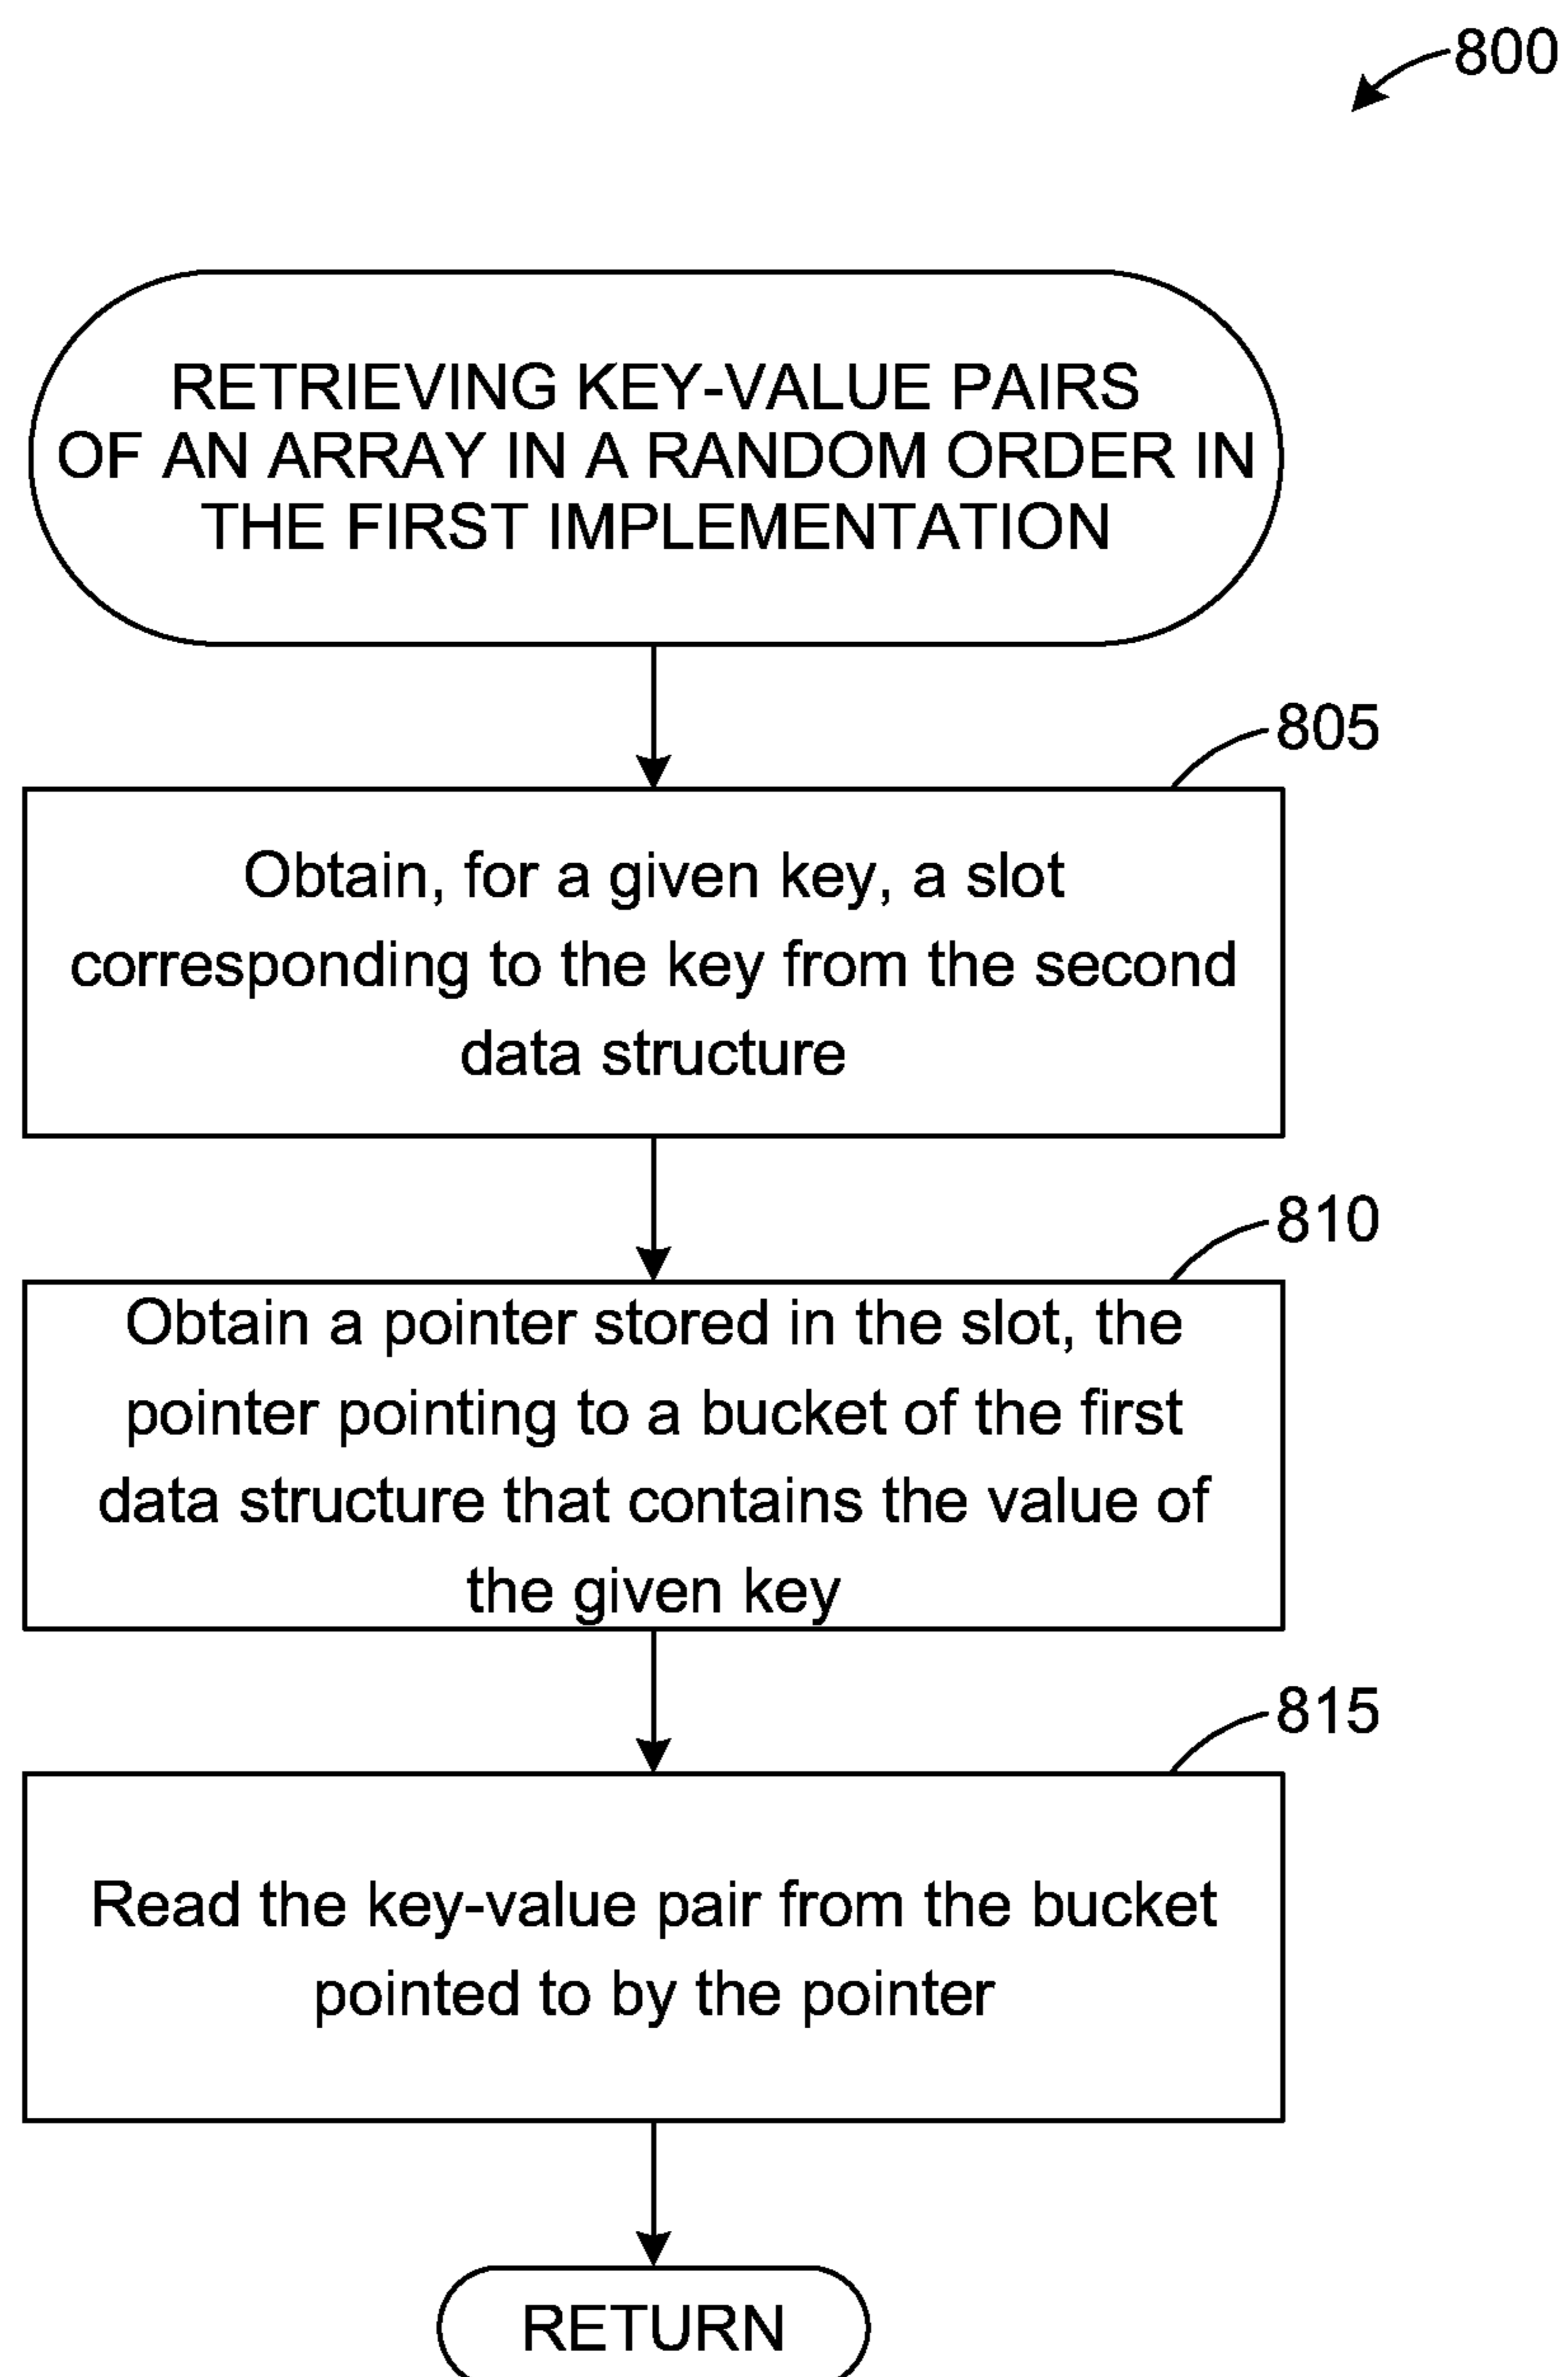 800
RETRIEVING KEY-VALUE PAIRS
OF AN ARRAY IN A RANDOM ORDER IN
THE FIRST IMPLEMENTATION
805
Obtain, for a given key, a slot
corresponding to the key from the second
data structure
810
Obtain a pointer stored in the slot, the
pointer pointing to a bucket of the first
data structure that contains the value of
the given key
815
Read the key-value pair from the bucket
pointed to by the pointer
RETURN